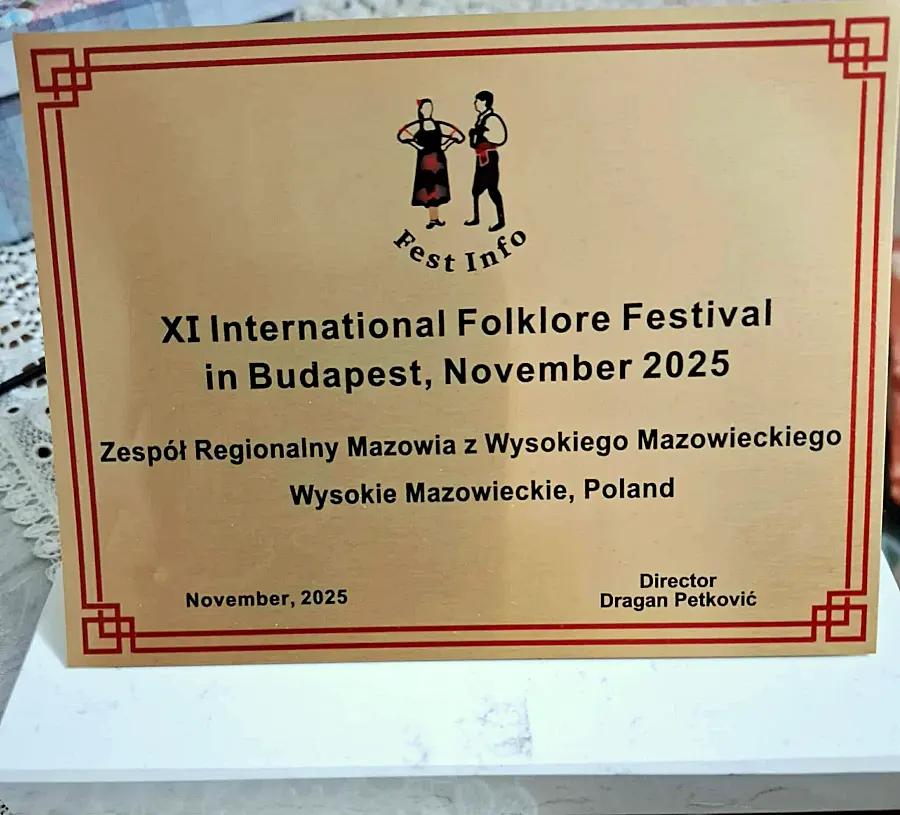 Fest Info
XI International Folklore Festival
in Budapest, November 2025
Zespół Regionalny Mazowia z Wysokiego Mazowieckiego
Wysokie Mazowieckie, Poland
November, 2025
Director
Dragan Petković